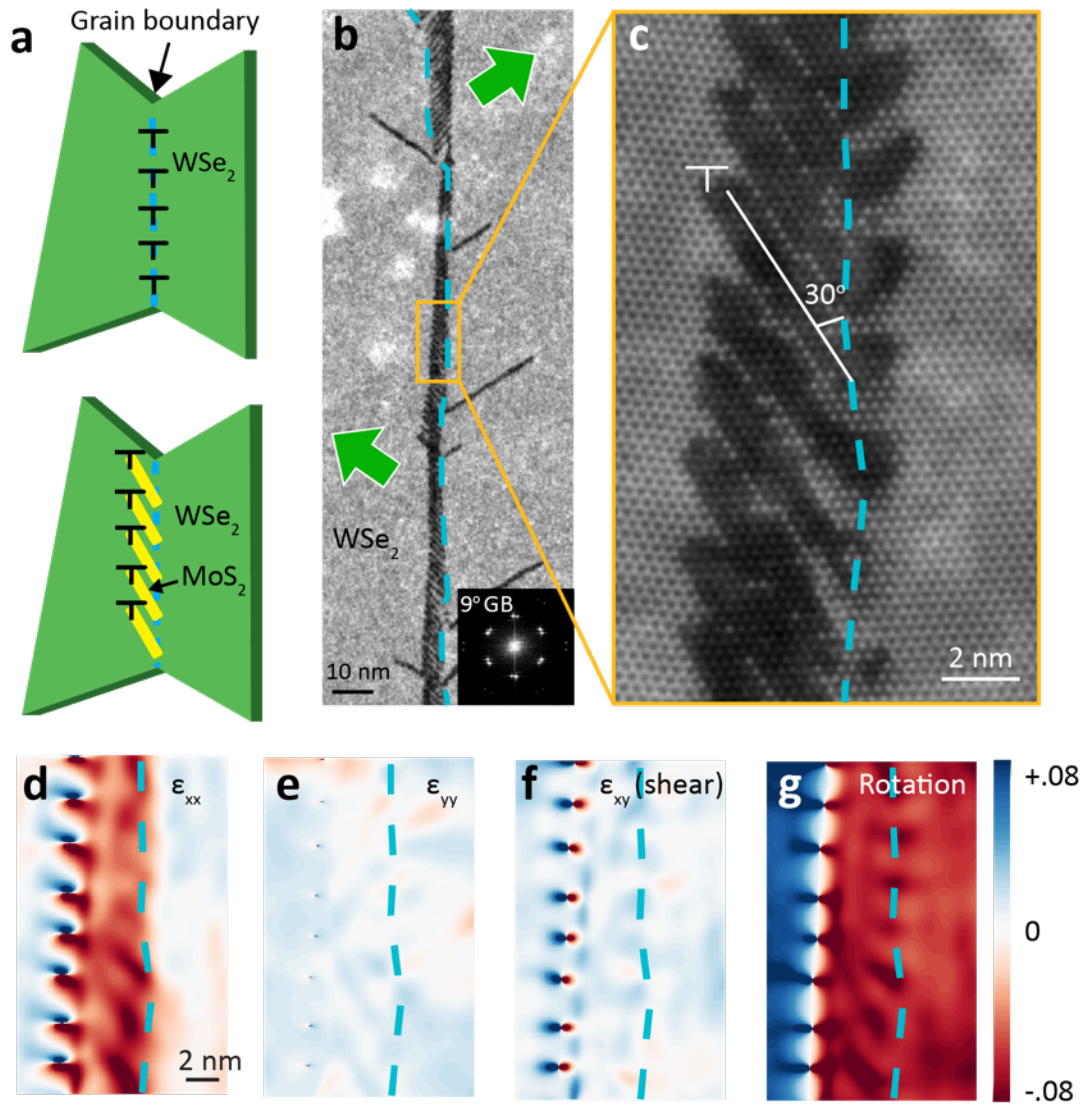 a
Grain boundary
WSe₂
WSe₂
MoS₂
b
WSe₂
10 nm
9° GB
c
30°
2 nm
d
εxx
2 nm
e
εyy
f
εxy (shear)
g
Rotation
+.08
0
-.08